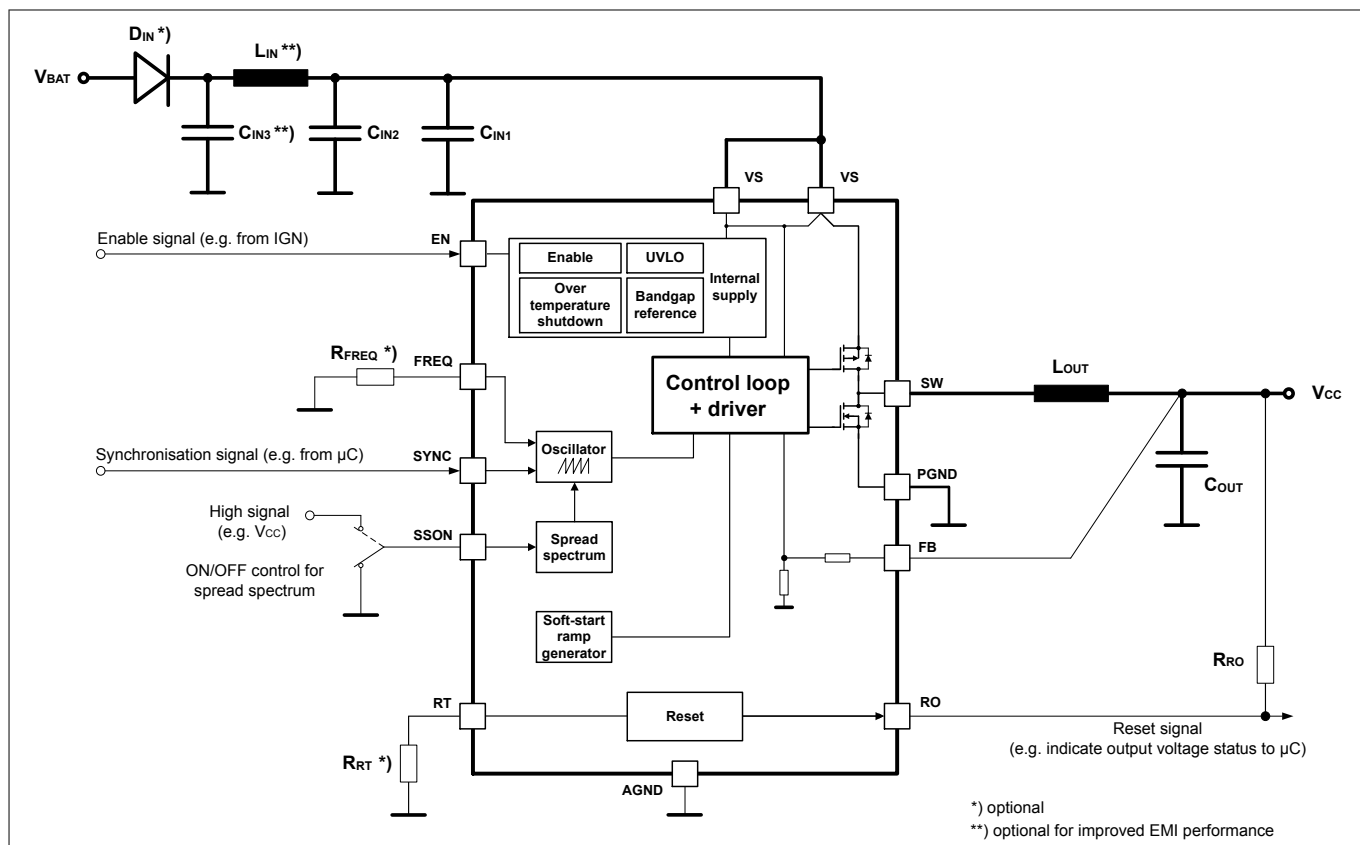 DIN *)
LIN **)
VBAT
CIN3 **)
CIN2
CIN1
VS
VS
Enable signal (e.g. from IGN)
EN
Enable
UVLO
Over
temperature
shutdown
Bandgap
reference
Internal
supply
RFREQ *)
FREQ
Control loop
+ driver
SW
LOUT
VCC
Synchronisation signal (e.g. from µC)
SYNC
Oscillator
PGND
COUT
High signal
(e.g. VCC)
SSON
Spread
spectrum
FB
ON/OFF control for
spread spectrum
Soft-start
ramp
generator
RRO
RT
Reset
RO
Reset signal
(e.g. indicate output voltage status to µC)
RRT *)
AGND
*) optional
**) optional for improved EMI performance